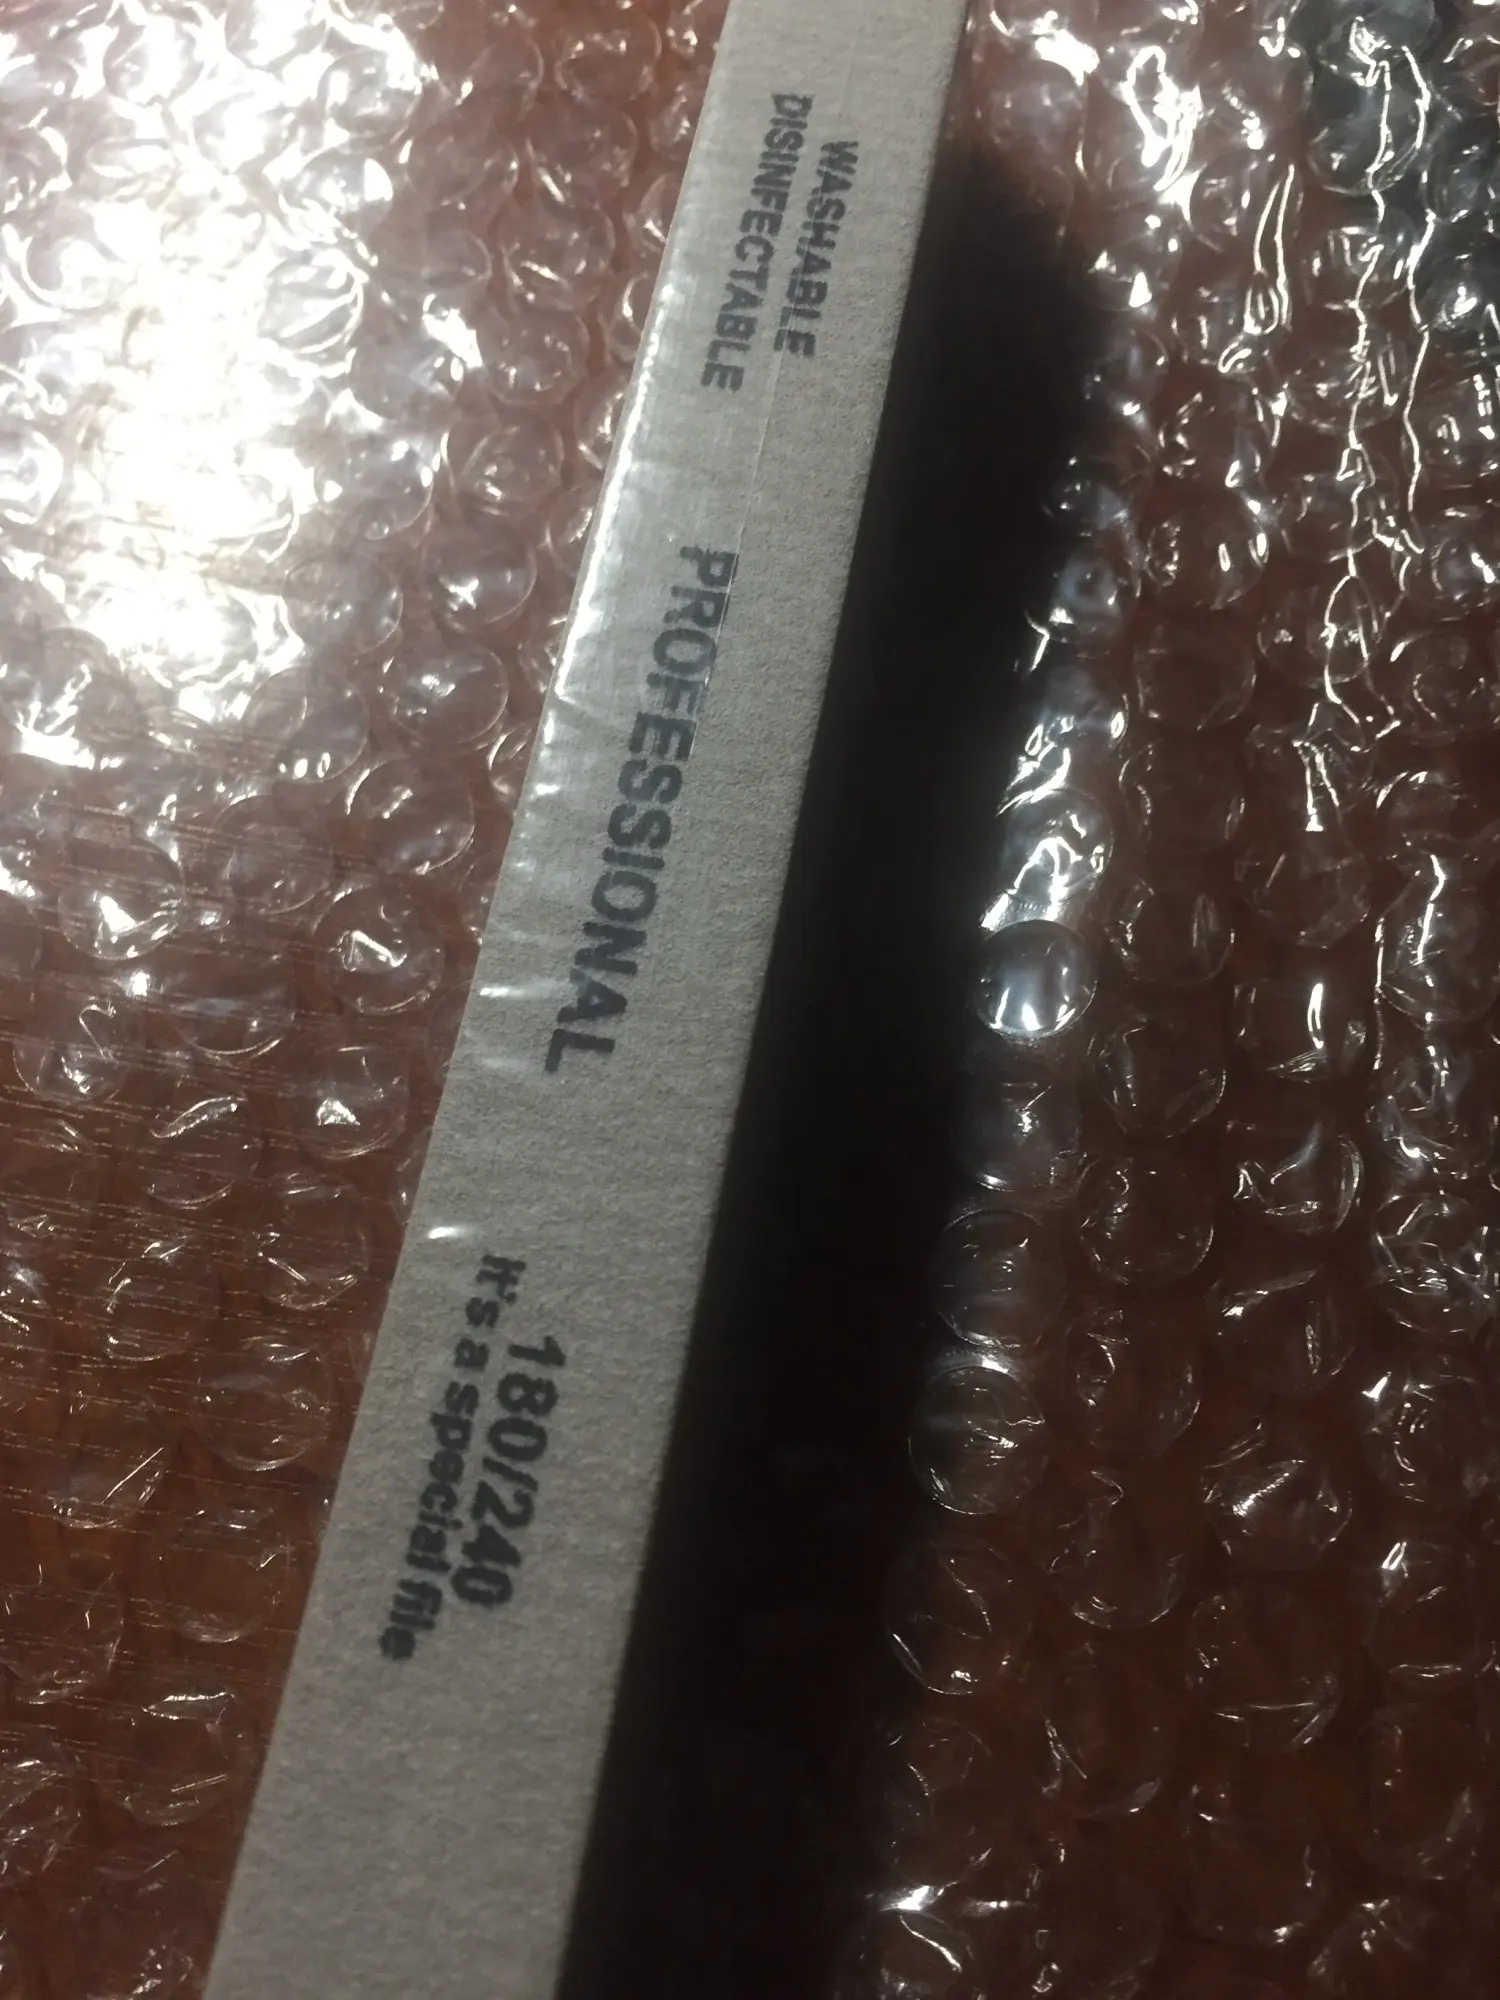 WASHABLE
DISINFECTABLE
PROFESSIONAL
180/240
It's a special file